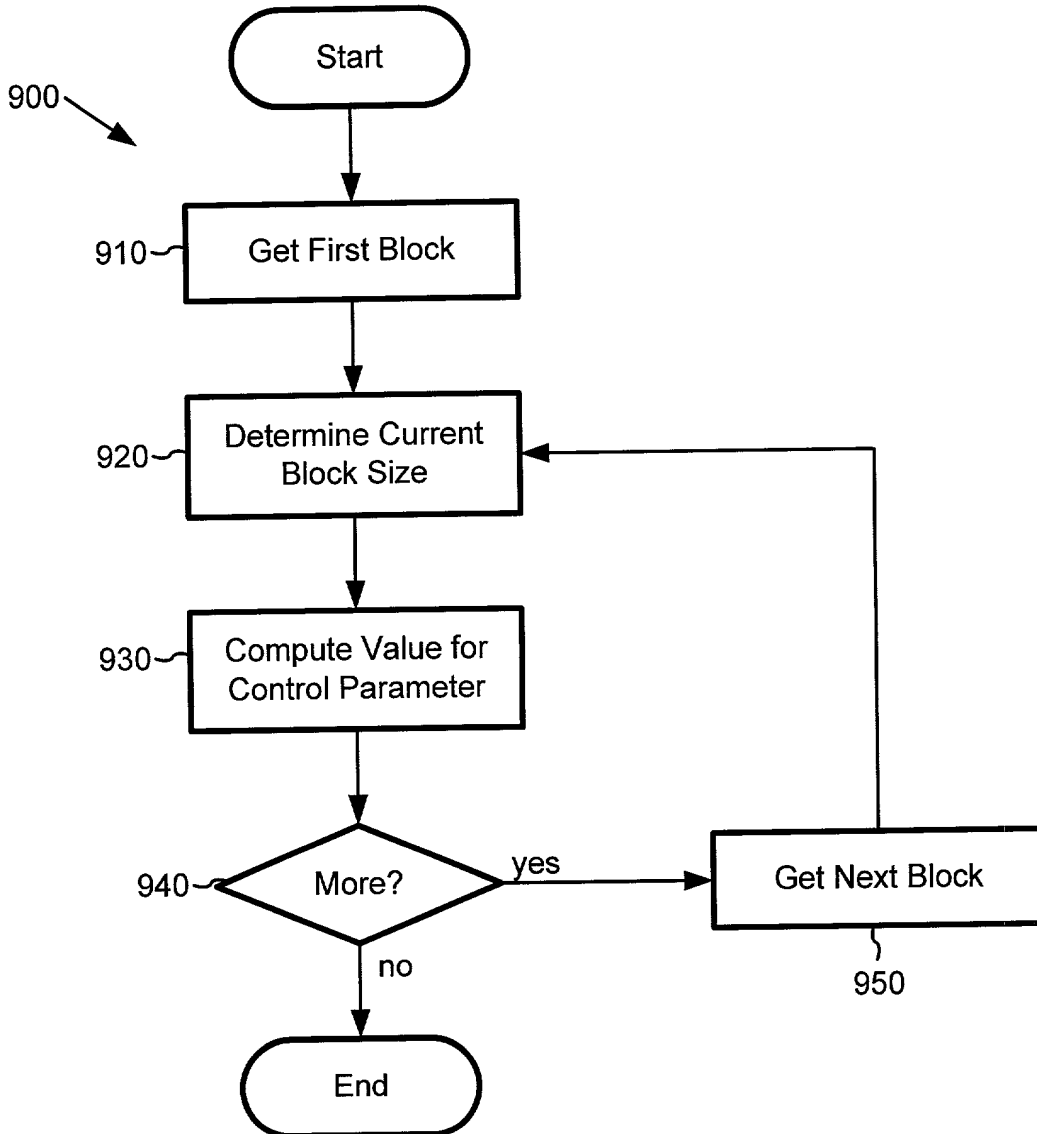 Start
900
910
Get First Block
920
Determine Current
Block Size
930
Compute Value for
Control Parameter
940
More?
yes
Get Next Block
950
no
End